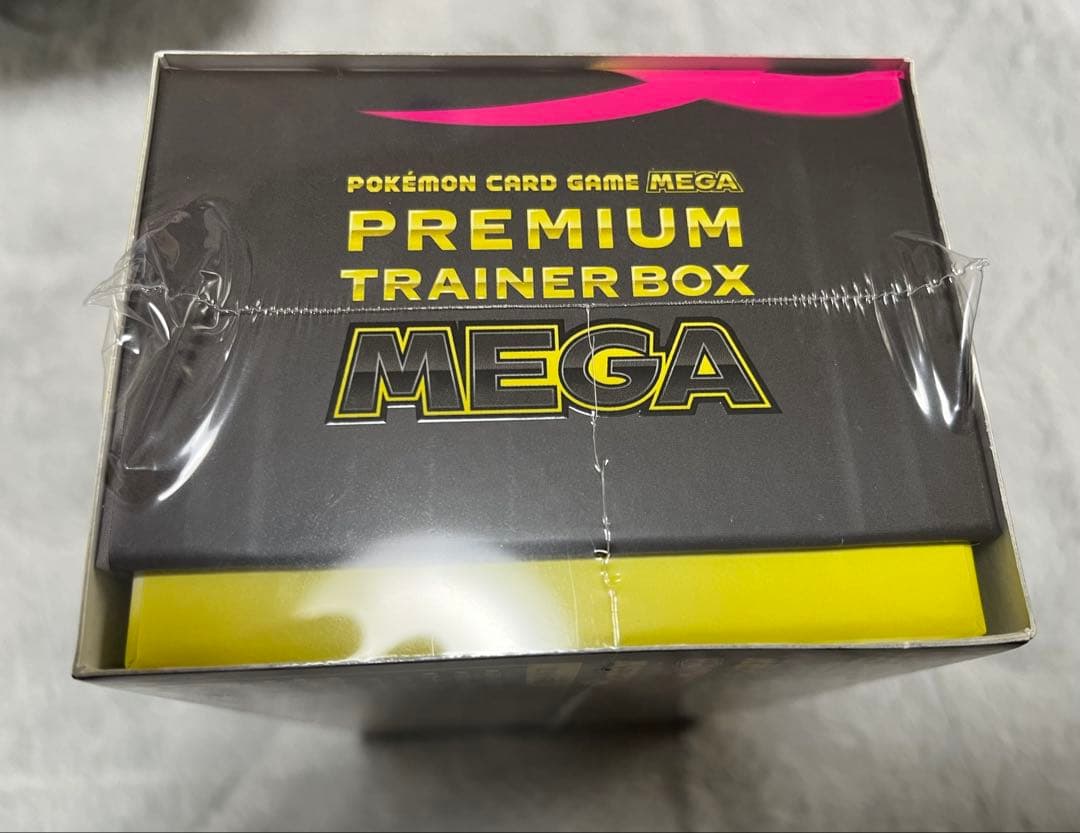 POKÉMON CARD GAME MEGA
PREMIUM
TRAINER BOX
MEGA